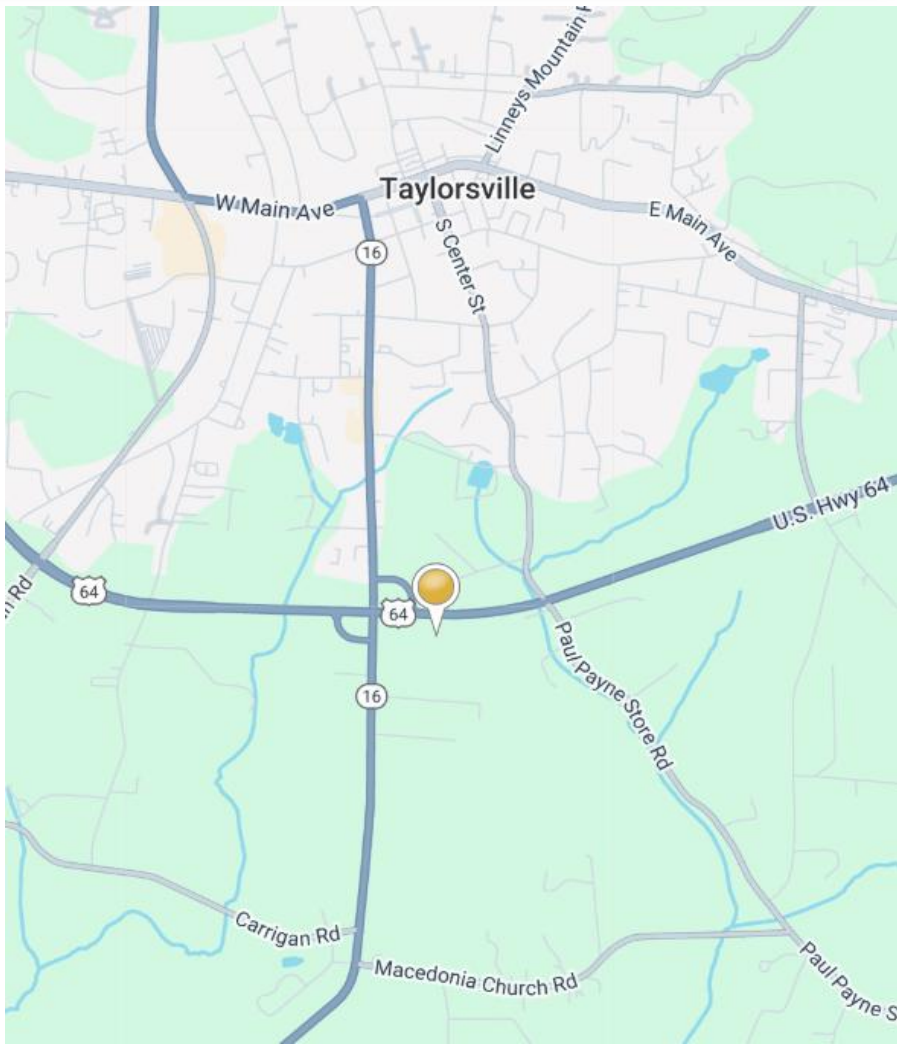 Linneys Mountain
Taylorsville
W Main Ave
E Main Ave
16
S Center St
U.S. Hwy 64
64
64
Rd
16
Paul Payne Store Rd
Carrigan Rd
Macedonia Church Rd
Paul Payne S